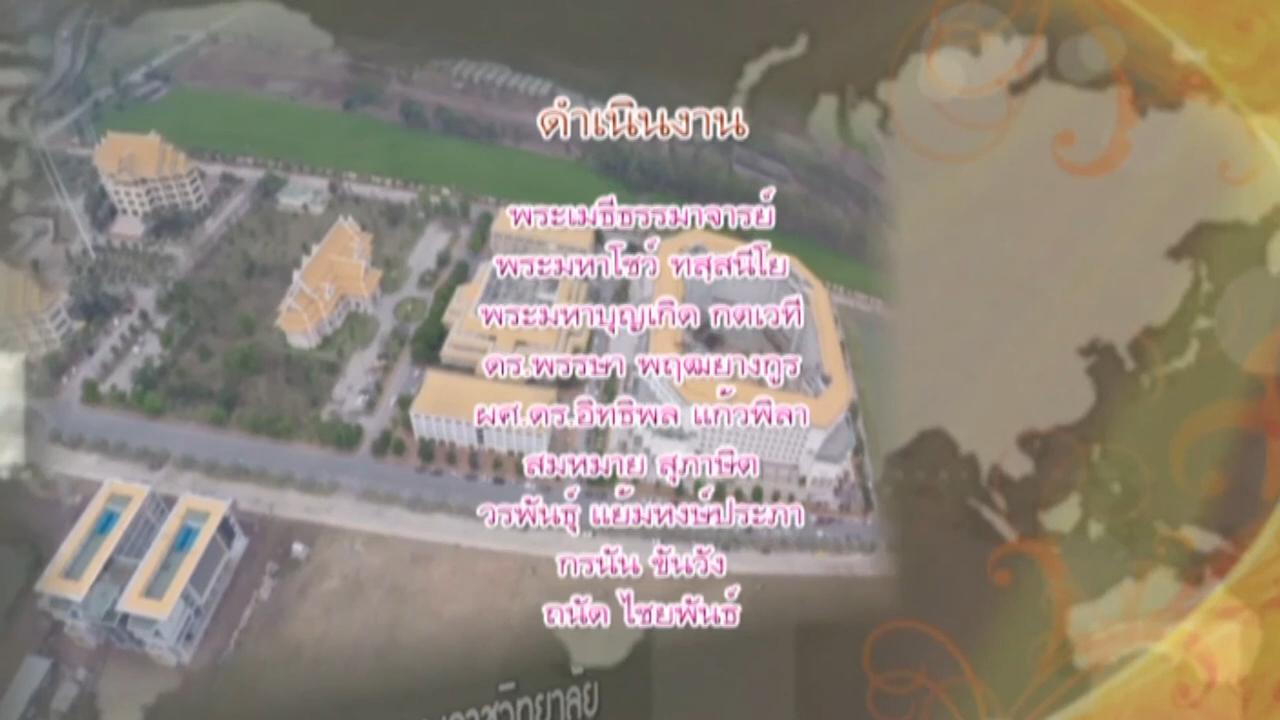 ดำเนินงาน
พระเมธีธรรมาจารย์
พระมหาโชว์ ทสฺสนีโย
พระมหาบุญเกิด กตเวที
ดร.พรรษา พฤฒยางกูร
ผศ.ดร.อิทธิพล แก้วพิลา
สมหมาย สุภาษิต
วรพันธุ์ แย้มหงษ์ประภา
กรนัน ขันวัง
ถนัด ไชยพันธ์